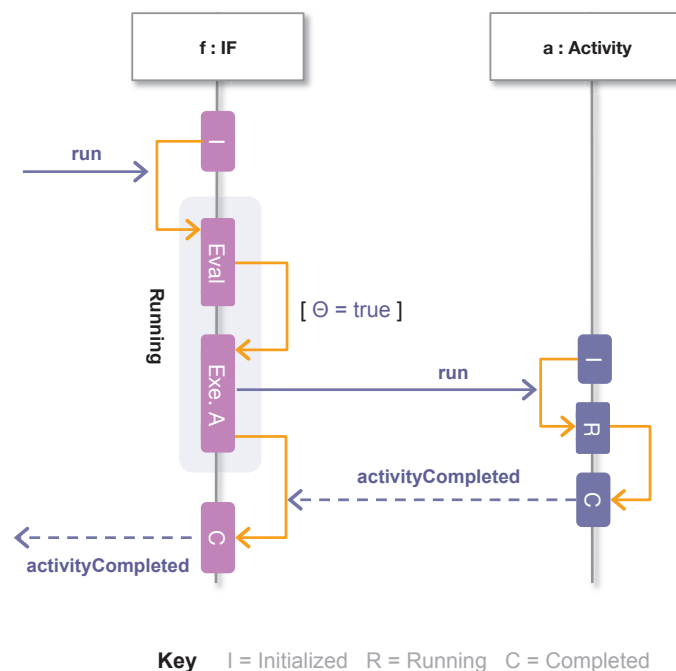 f : IF
a : Activity
I
run
Eval
Running
[ Θ = true ]
Exe. A
run
I
R
activityCompleted
C
C
activityCompleted
Key I = Initialized R = Running C = Completed